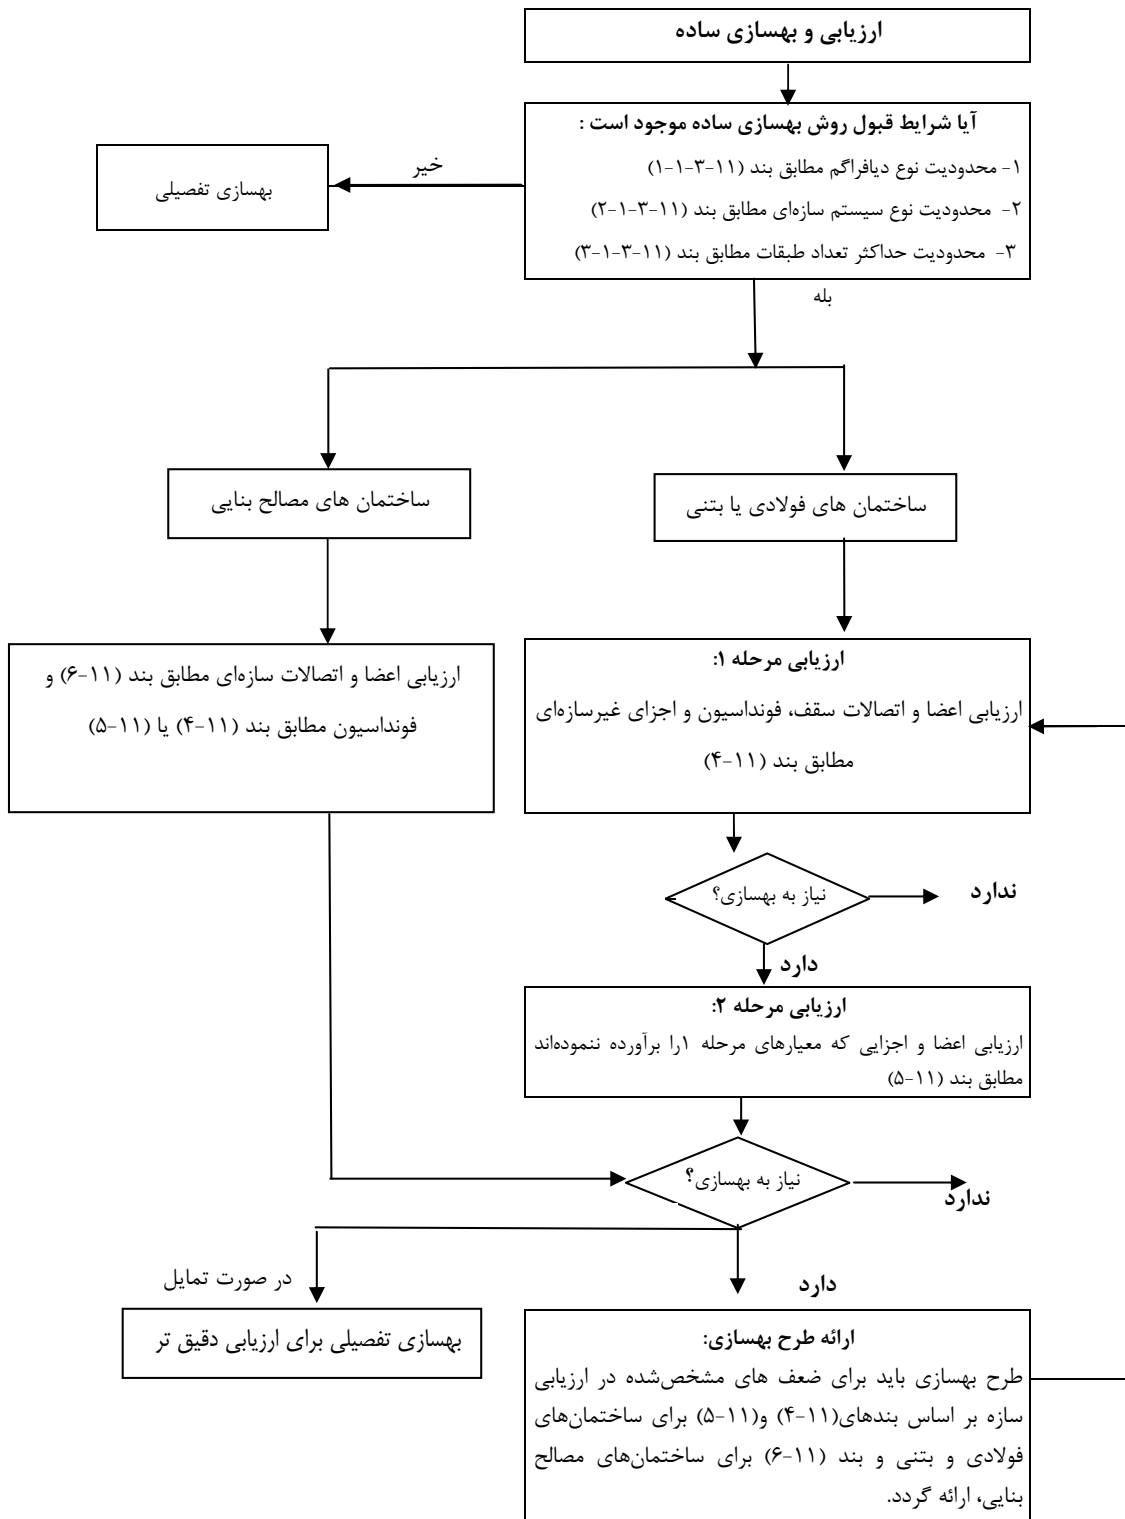 ارزیابی و بهسازی ساده
آیا شرایط قبول روش بهسازی ساده موجود است :
۱- محدودیت نوع دیافراگم مطابق بند (۱۱-۳-۱-۱)
۲- محدودیت نوع سیستم سازه‌ای مطابق بند (۱۱-۳-۱-۲)
۳- محدودیت حداکثر تعداد طبقات مطابق بند (۱۱-۳-۱-۳)
خیر
بهسازی تفصیلی
بله
ساختمان های فولادی یا بتنی
ساختمان های مصالح بنایی
ارزیابی مرحله ۱:
ارزیابی اعضا و اتصالات سقف، فونداسیون و اجزای غیرسازه‌ای
مطابق بند (۱۱-۴)
ارزیابی اعضا و اتصالات سازه‌ای مطابق بند (۱۱-۶) و
فونداسیون مطابق بند (۱۱-۴) یا (۱۱-۵)
نیاز به بهسازی؟
ندارد
دارد
ارزیابی مرحله ۲:
ارزیابی اعضا و اجزایی که معیارهای مرحله ۱را برآورده ننموده‌اند
مطابق بند (۱۱-۵)
نیاز به بهسازی؟
ندارد
دارد
در صورت تمایل
بهسازی تفصیلی برای ارزیابی دقیق تر
ارائه طرح بهسازی:
طرح بهسازی باید برای ضعف های مشخص‌شده در ارزیابی
سازه بر اساس بندهای(۱۱-۴) و(۱۱-۵) برای ساختمان‌های
فولادی و بتنی و بند (۱۱-۶) برای ساختمان‌های مصالح
بنایی، ارائه گردد.